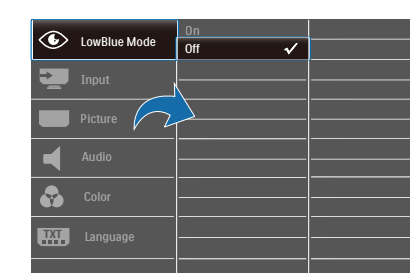 LowBlue Mode
On
Off
Input
Picture
Audio
Color
TXT
Language